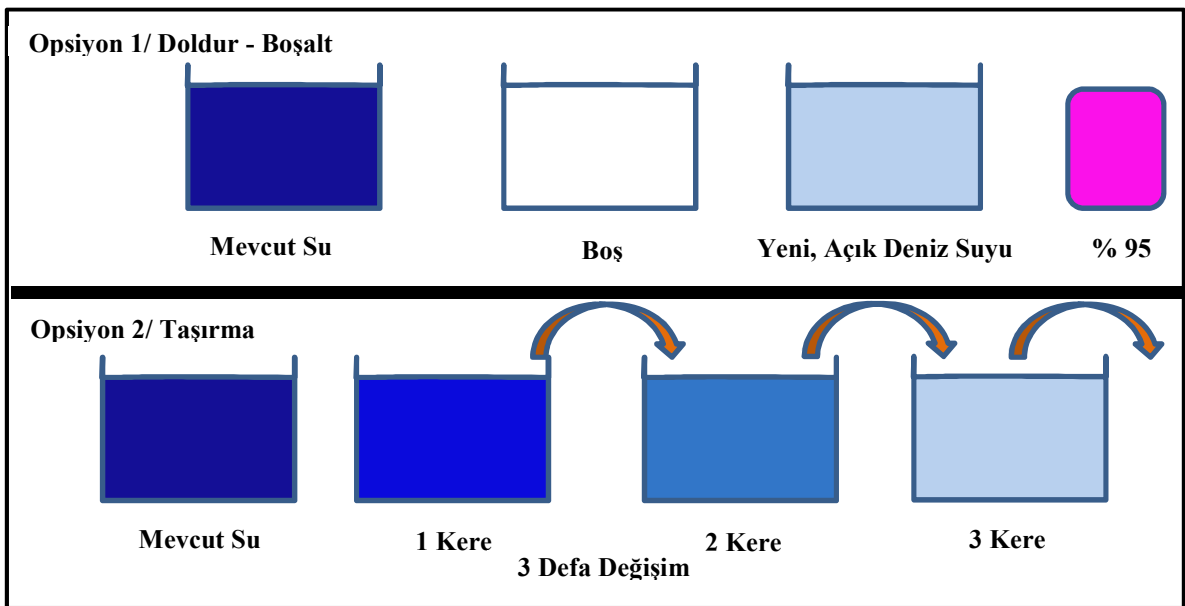 Opsiyon 1/ Doldur - Boşalt
Mevcut Su
Boş
Yeni, Açık Deniz Suyu
% 95
Opsiyon 2/ Taşırma
Mevcut Su
1 Kere
2 Kere
3 Kere
3 Defa Değişim